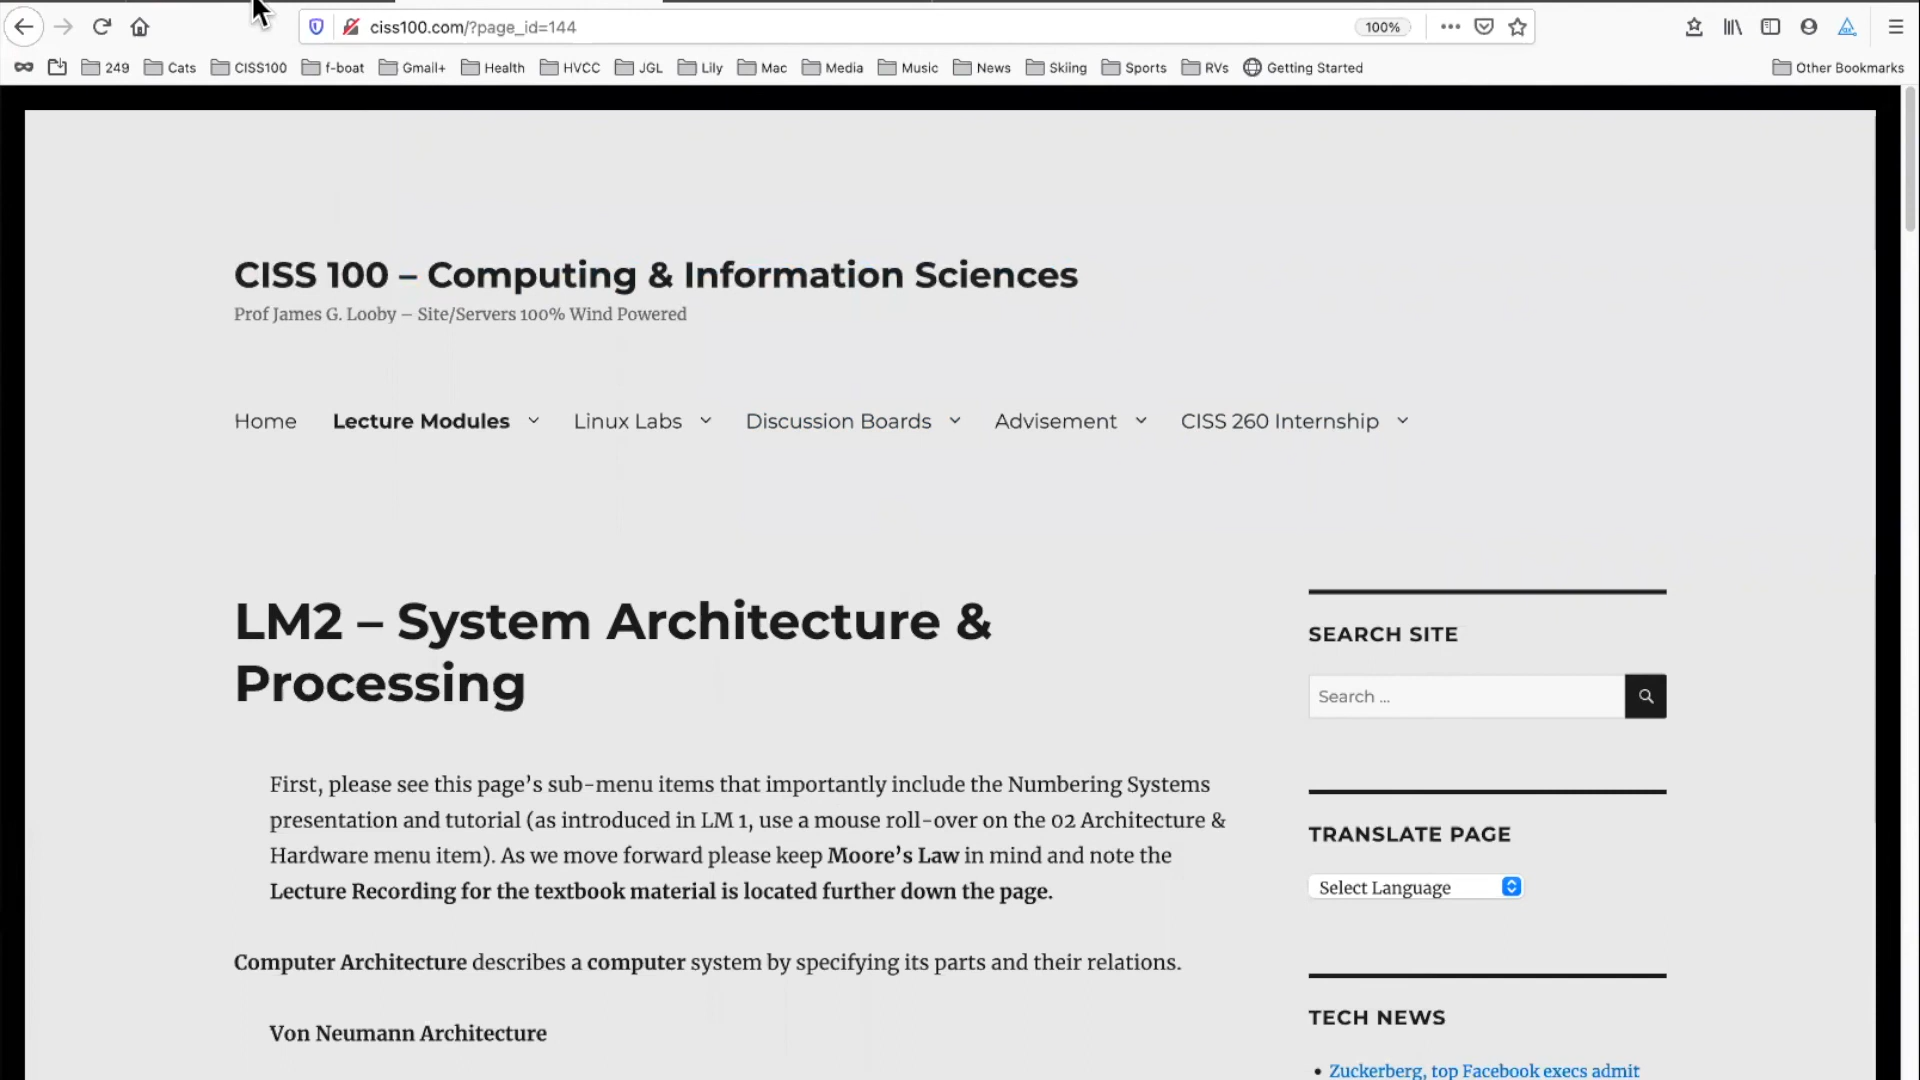 ciss100.com/?page_id=144
100%
249 Cats CISS100 f-boat Gmail+ Health HVCC JGL Lily Mac Media Music News Skiing Sports RVs Getting Started Other Bookmarks
CISS 100 – Computing & Information Sciences
Prof James G. Looby – Site/Servers 100% Wind Powered
Home Lecture Modules Linux Labs Discussion Boards Advisement CISS 260 Internship
LM2 – System Architecture &
Processing
First, please see this page’s sub-menu items that importantly include the Numbering Systems
presentation and tutorial (as introduced in LM 1, use a mouse roll-over on the 02 Architecture &
Hardware menu item). As we move forward please keep Moore’s Law in mind and note the
Lecture Recording for the textbook material is located further down the page.
Computer Architecture describes a computer system by specifying its parts and their relations.
Von Neumann Architecture
SEARCH SITE
Search ...
TRANSLATE PAGE
Select Language
TECH NEWS
• Zuckerberg, top Facebook execs admit